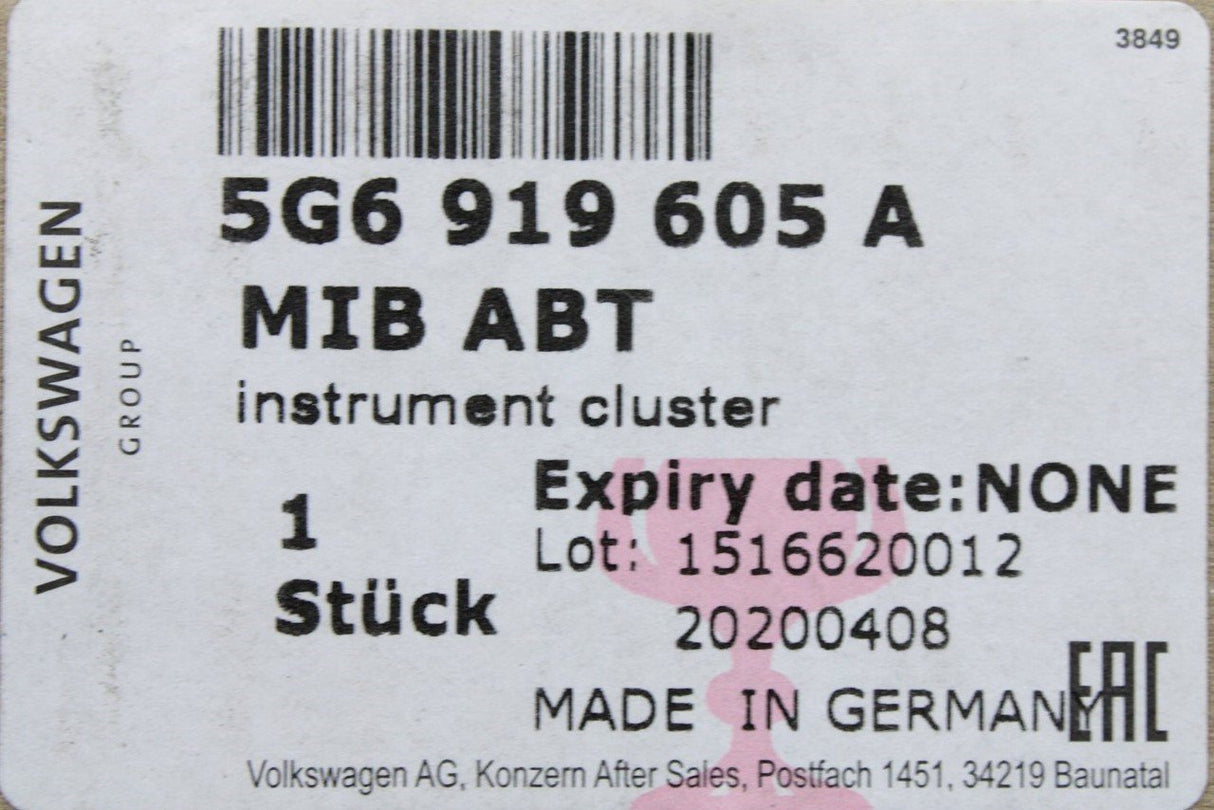 3849
VOLKSWAGEN
GROUP
5G6 919 605 A
MIB ABT
instrument cluster
1
Stück
Expiry date:NONE
Lot: 1516620012
20200408
MADE IN GERMANY
EAC
Volkswagen AG, Konzern After Sales, Postfach 1451, 34219 Baunatal